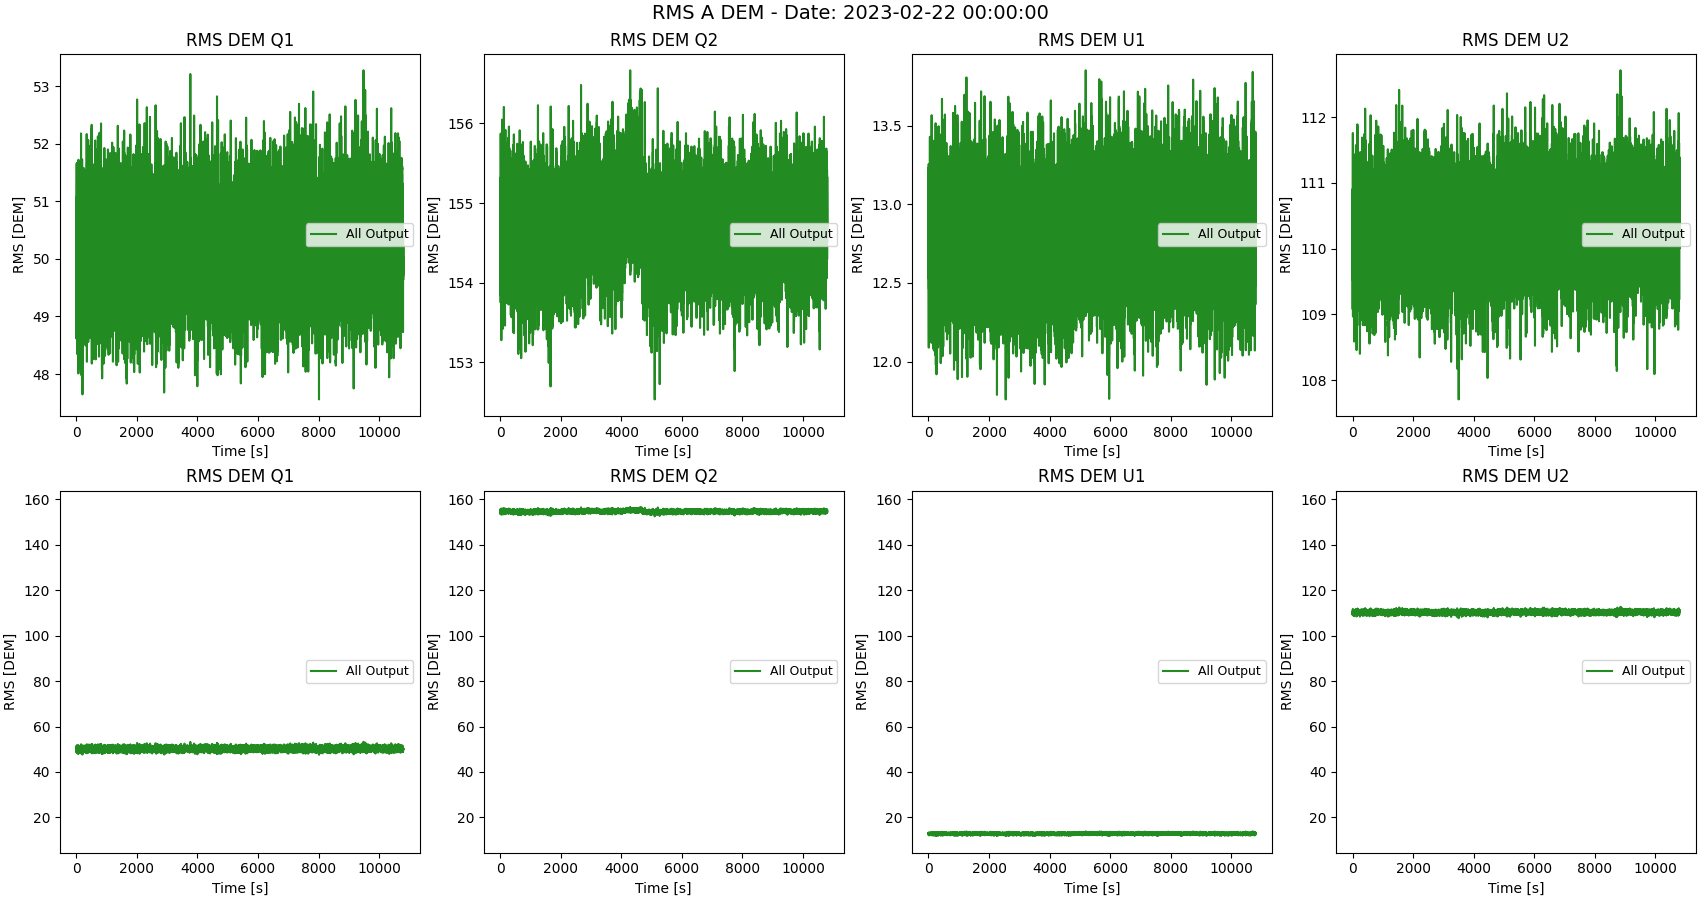 RMS A DEM - Date: 2023-02-22 00:00:00
RMS DEM Q1
RMS [DEM]
53
52
51
50
49
48
All Output
0 2000 4000 6000 8000 10000
Time [s]
RMS DEM Q2
RMS [DEM]
156
155
154
153
All Output
0 2000 4000 6000 8000 10000
Time [s]
RMS DEM U1
RMS [DEM]
13.5
13.0
12.5
12.0
All Output
0 2000 4000 6000 8000 10000
Time [s]
RMS DEM U2
RMS [DEM]
112
111
110
109
108
All Output
0 2000 4000 6000 8000 10000
Time [s]
RMS DEM Q1
RMS [DEM]
160
140
120
100
80
60
40
20
All Output
0 2000 4000 6000 8000 10000
Time [s]
RMS DEM Q2
RMS [DEM]
160
140
120
100
80
60
40
20
All Output
0 2000 4000 6000 8000 10000
Time [s]
RMS DEM U1
RMS [DEM]
160
140
120
100
80
60
40
20
All Output
0 2000 4000 6000 8000 10000
Time [s]
RMS DEM U2
RMS [DEM]
160
140
120
100
80
60
40
20
All Output
0 2000 4000 6000 8000 10000
Time [s]